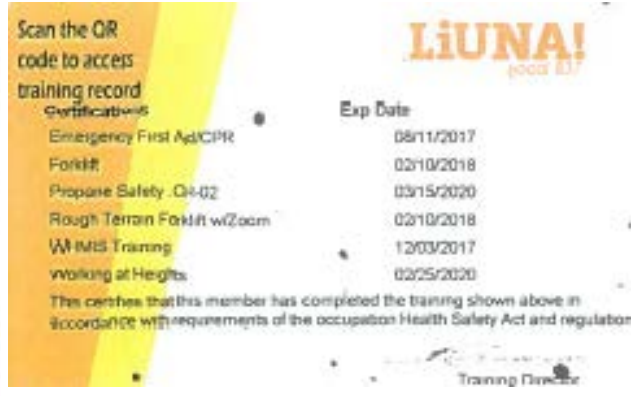 Scan the QR
code to access
training record
LiUNA!
Local
Certifications Exp Date
Emergency First Aid/CPR 08/11/2017
Forklift 02/10/2018
Propane Safety 02 03/15/2020
Rough Terrain Forklift w/Zoom 02/10/2018
WHMIS Training 12/03/2017
Working at Heights 02/25/2020
This certifies that this member has completed the training shown above in
accordance with requirements of the occupation Health Safety Act and regulation
Training Director